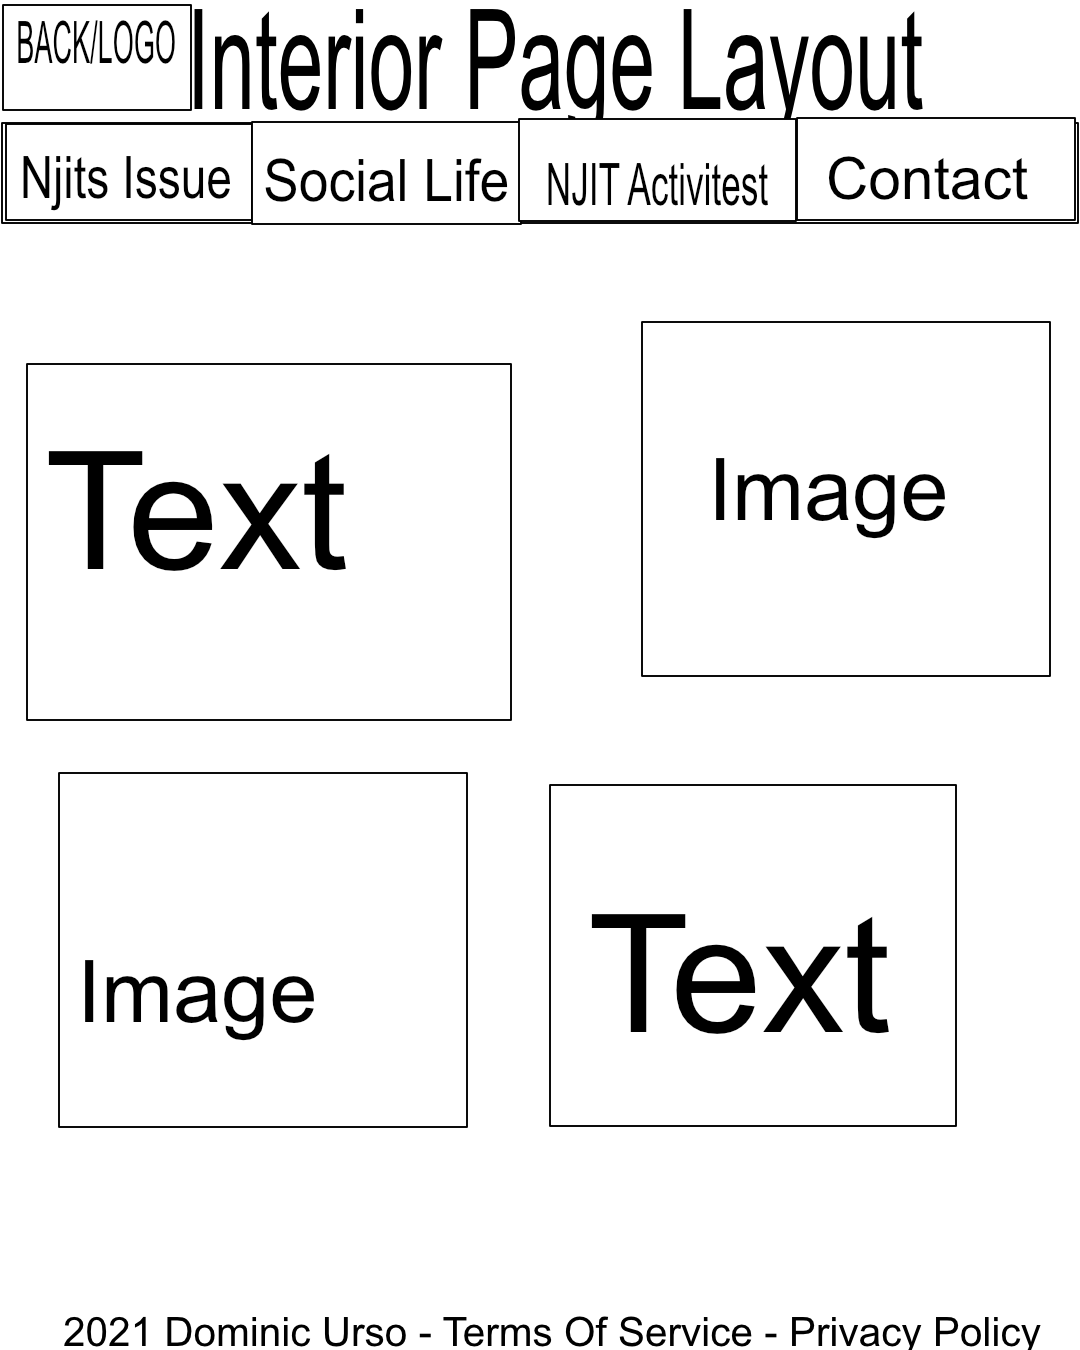 BACK/LOGO
Interior Page Layout
Njits Issue
Social Life
NJIT Activitest
Contact
Text
Image
Image
Text
2021 Dominic Urso - Terms Of Service - Privacy Policy